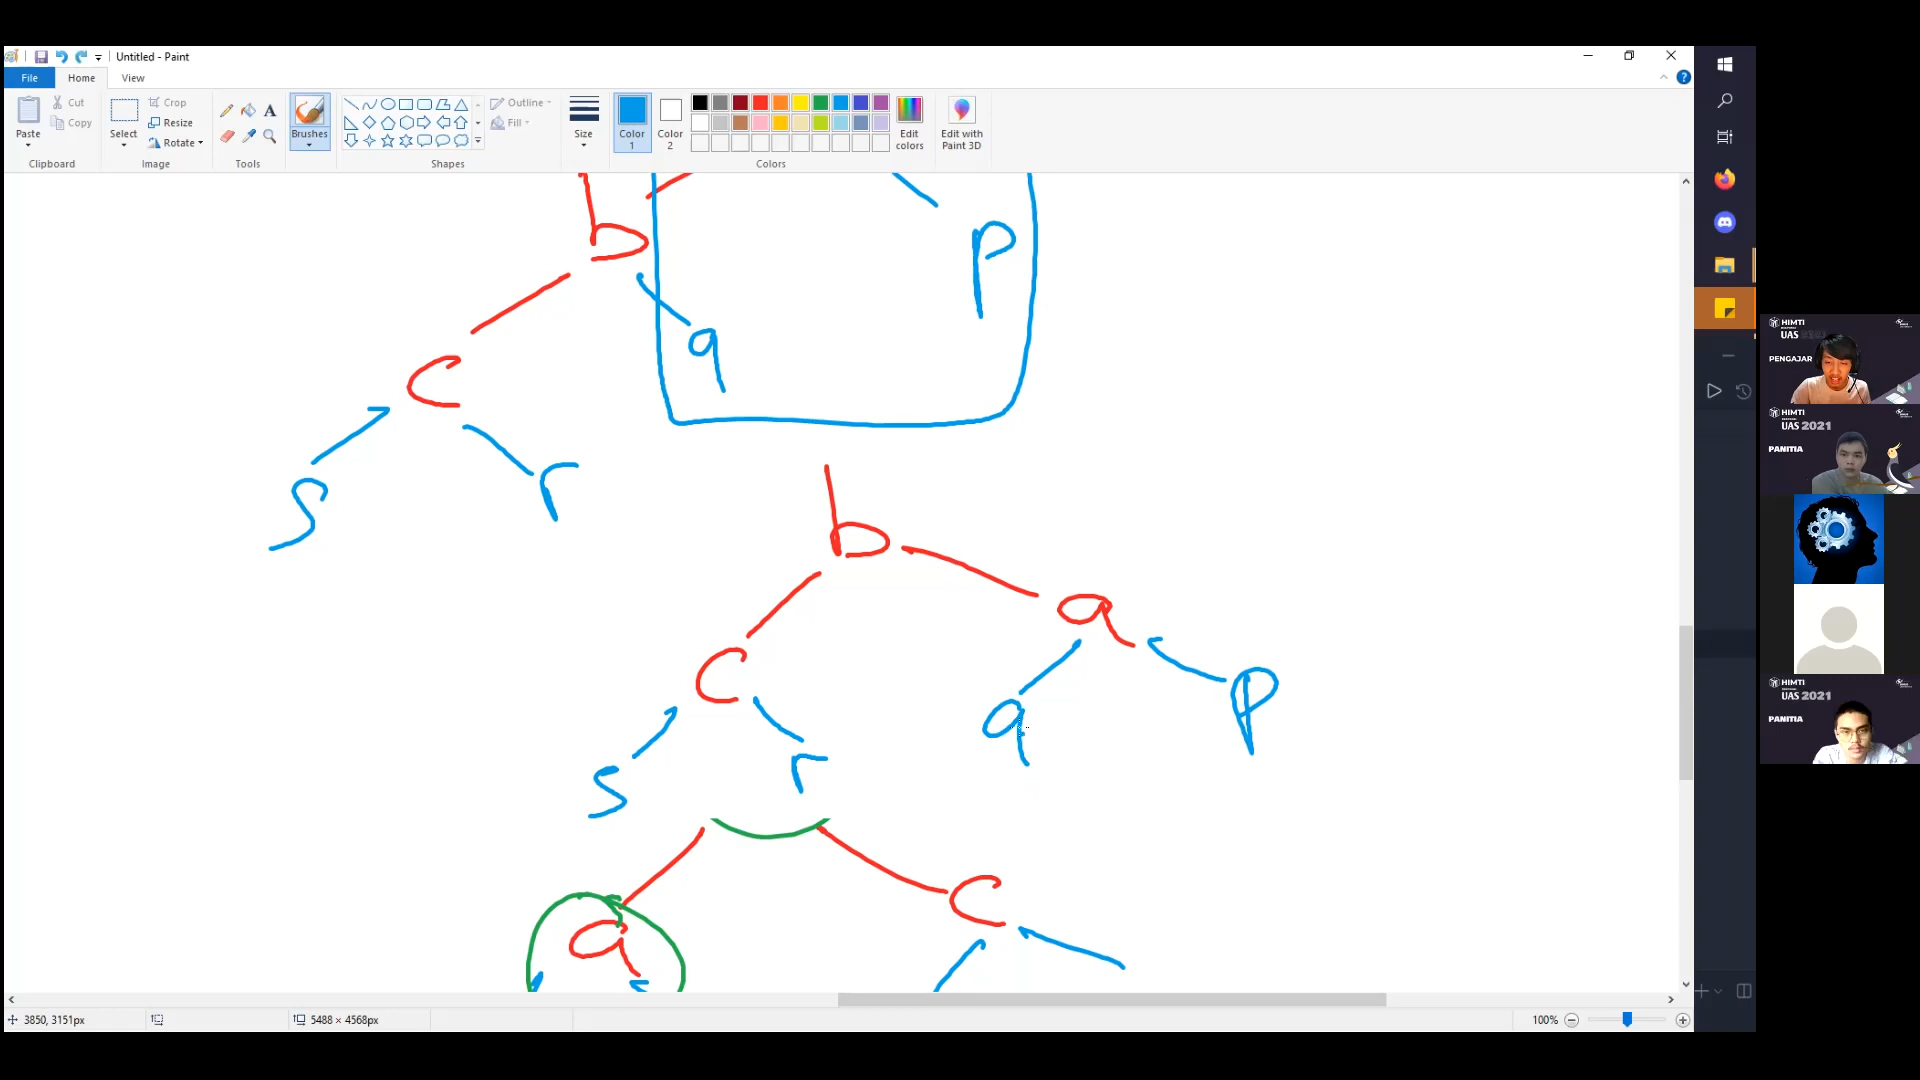 Untitled - Paint
File Home View
Paste
Cut
Copy
Clipboard
Select
Crop
Resize
Rotate
Image
A
Tools
Brushes
Outline
Fill
Shapes
Size
Color 1
Color 2
Edit colors
Colors
Edit with Paint 3D
b
p
q
c
s
r
b
a
c
q
p
s
r
a
c
3850, 3151px
5488 × 4568px
100%
HIMTI
UAS
PENGAJAR
HIMTI
UAS 2021
PANITIA
HIMTI
UAS 2021
PANITIA